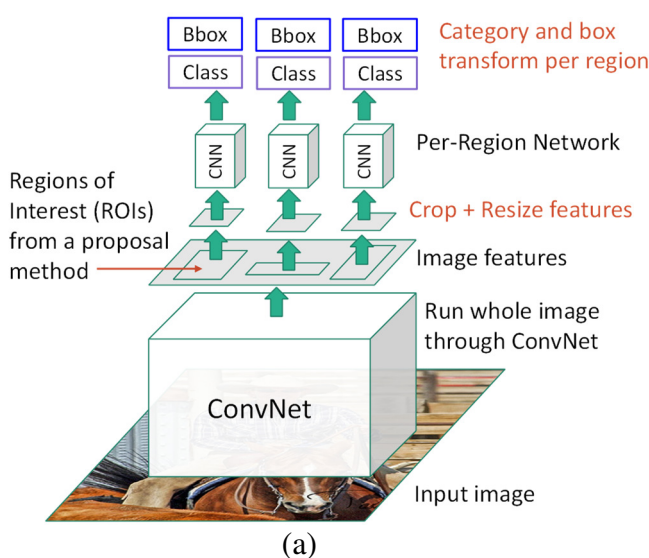 Bbox
Bbox
Bbox
Class
Class
Class
Category and box
transform per region
CNN
CNN
CNN
Per-Region Network
Regions of
Interest (ROIs)
from a proposal
method
Crop + Resize features
Image features
Run whole image
through ConvNet
ConvNet
Input image
(a)